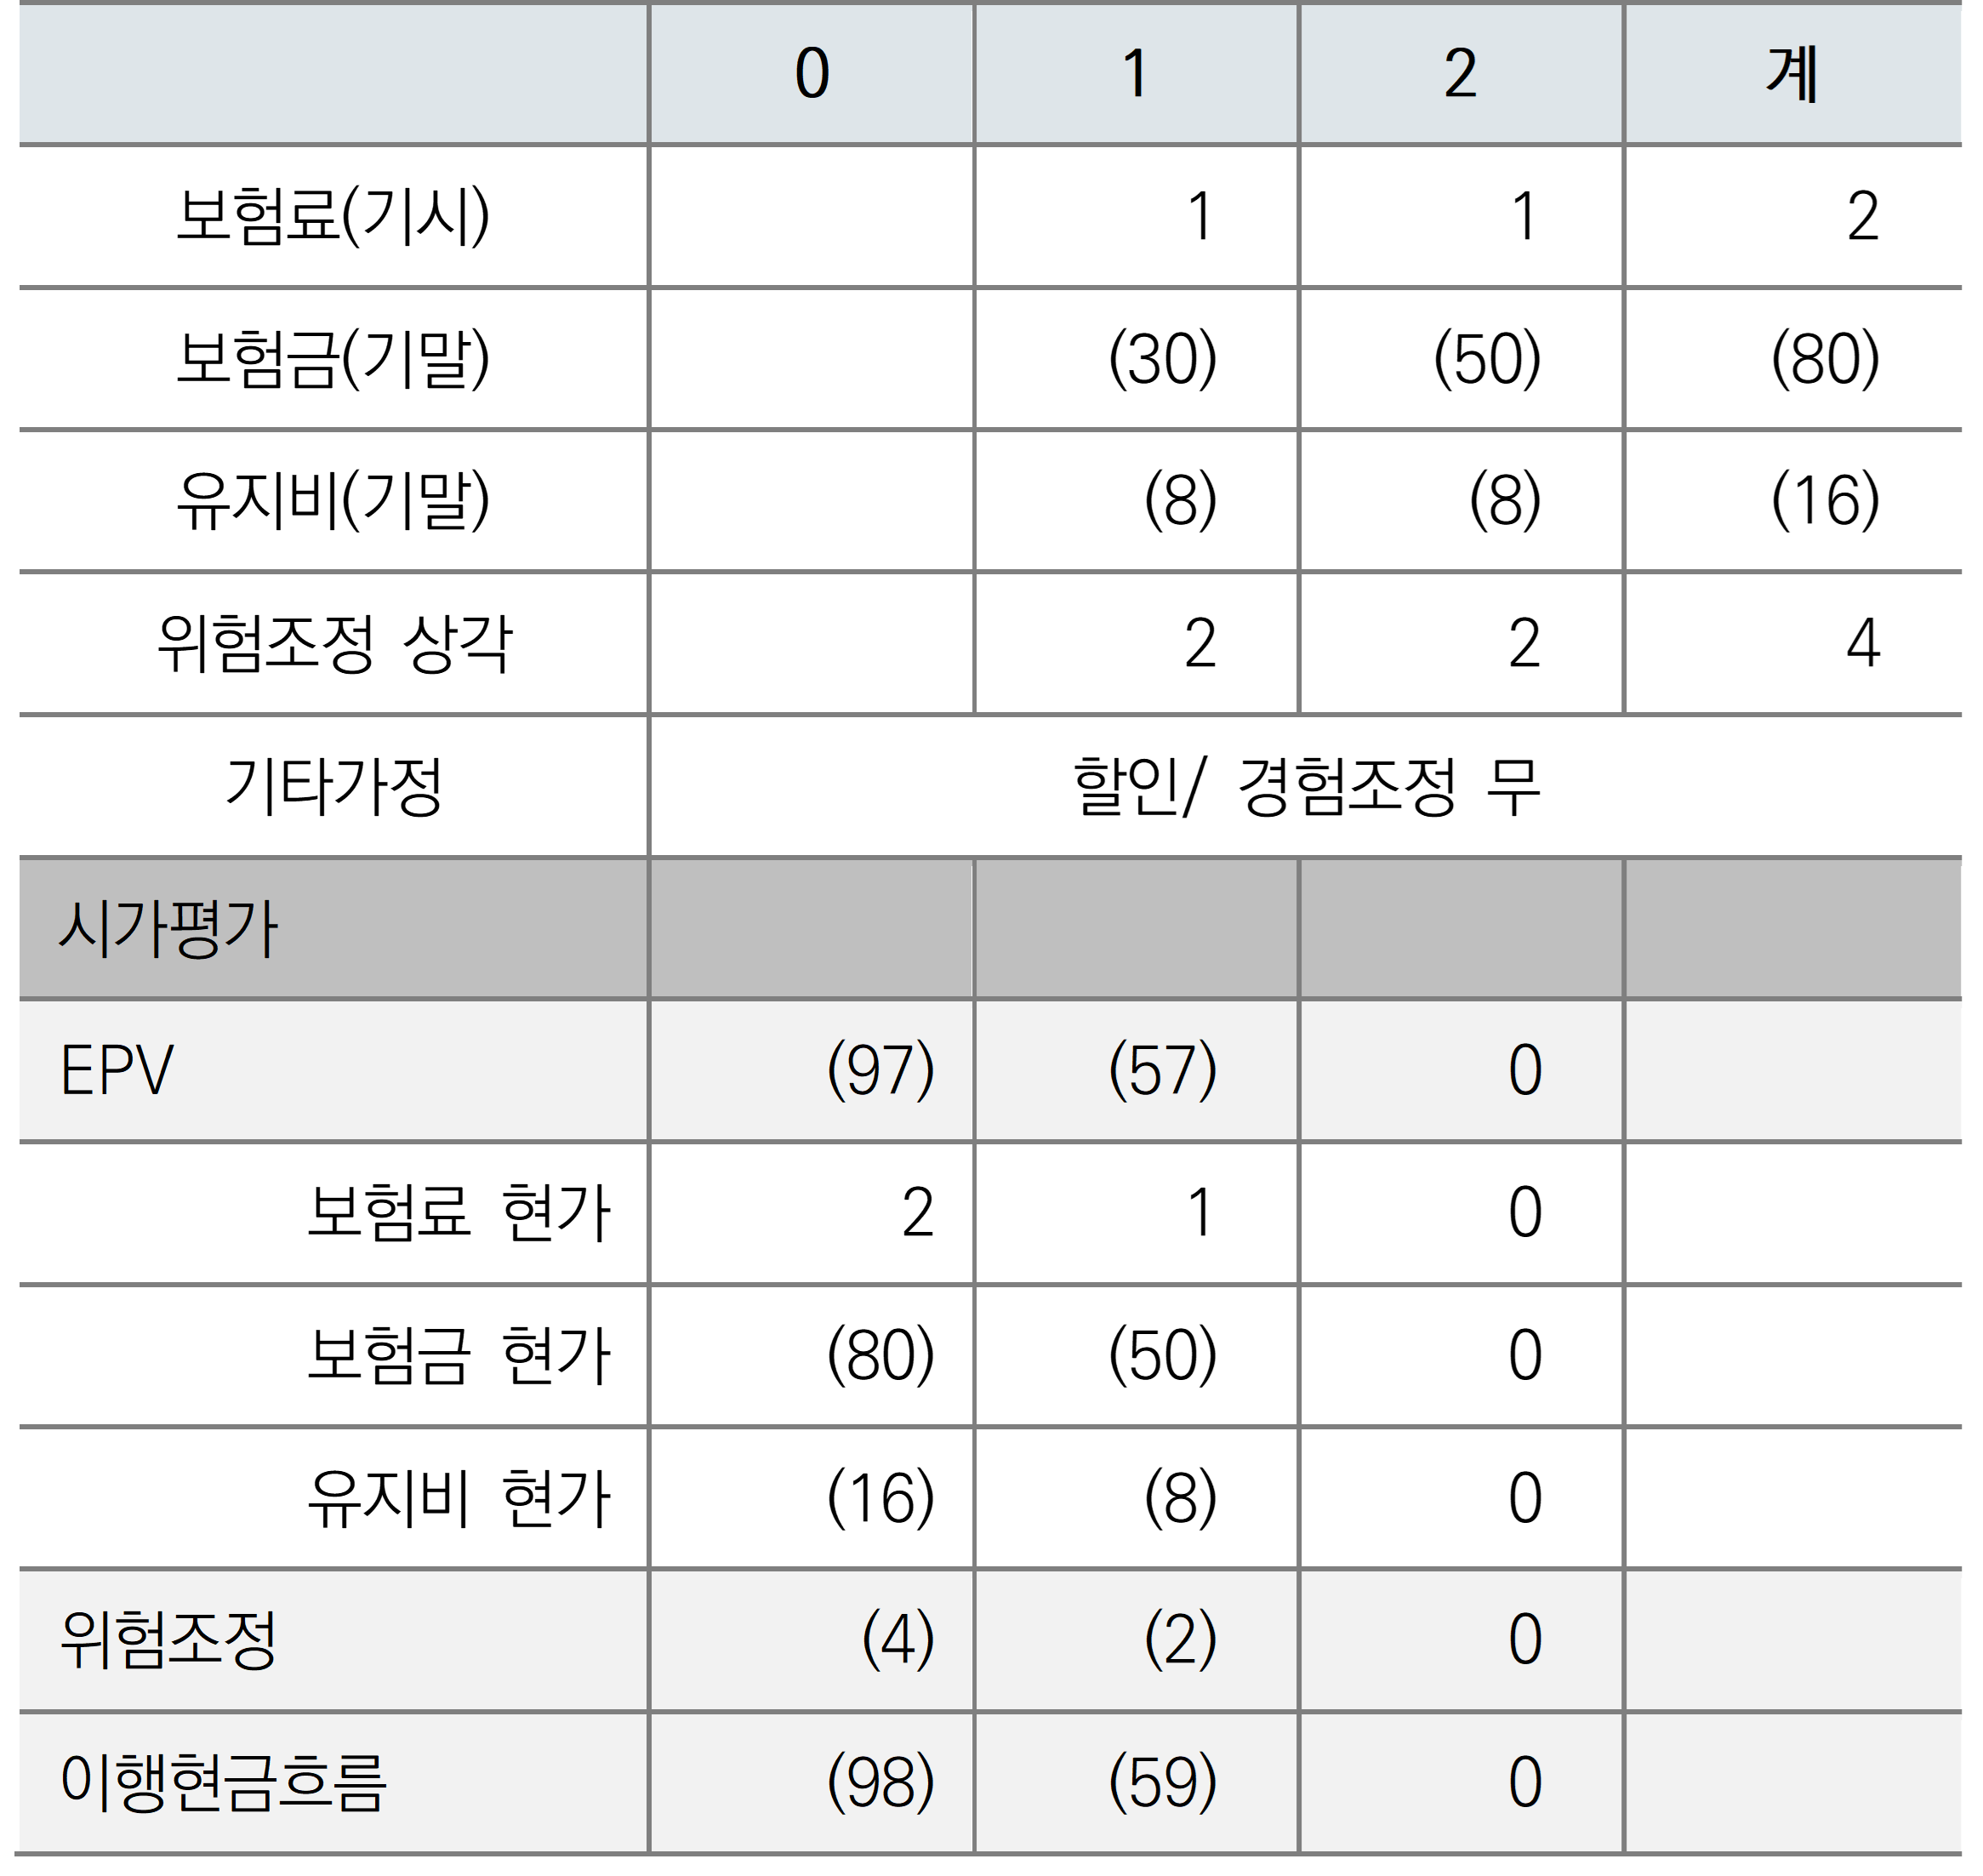 0 1 2 계
보험료(기시) 1 1 2
보험금(기말) (30) (50) (80)
유지비(기말) (8) (8) (16)
위험조정 상각 2 2 4
기타가정 할인/ 경험조정 무
시가평가
EPV (97) (57) 0
보험료 현가 2 1 0
보험금 현가 (80) (50) 0
유지비 현가 (16) (8) 0
위험조정 (4) (2) 0
이행현금흐름 (98) (59) 0